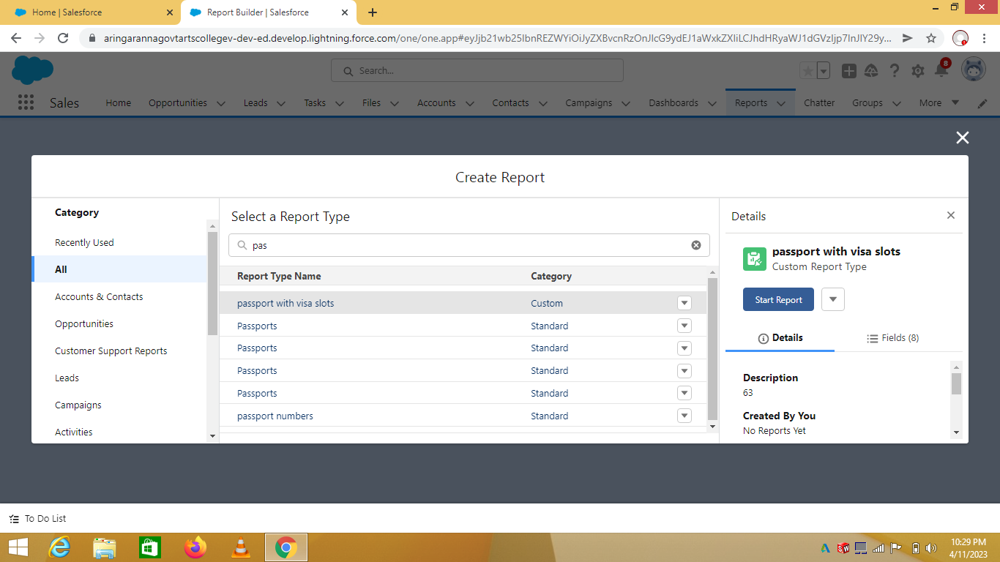 Home | Salesforce
Report Builder | Salesforce
aringarannagovtartscollegev-dev-ed.develop.lightning.force.com
Search...
8
Sales
Home
Opportunities
Leads
Tasks
Files
Accounts
Contacts
Campaigns
Dashboards
Reports
Chatter
Groups
More
Create Report
Category
Recently Used
All
Accounts & Contacts
Opportunities
Customer Support Reports
Leads
Campaigns
Activities
Select a Report Type
pas
Report Type Name Category
passport with visa slots Custom
Passports Standard
Passports Standard
Passports Standard
Passports Standard
passport numbers Standard
Details
passport with visa slots
Custom Report Type
Start Report
Details
Fields (8)
Description
63
Created By You
No Reports Yet
To Do List
10:29 PM
4/11/2023